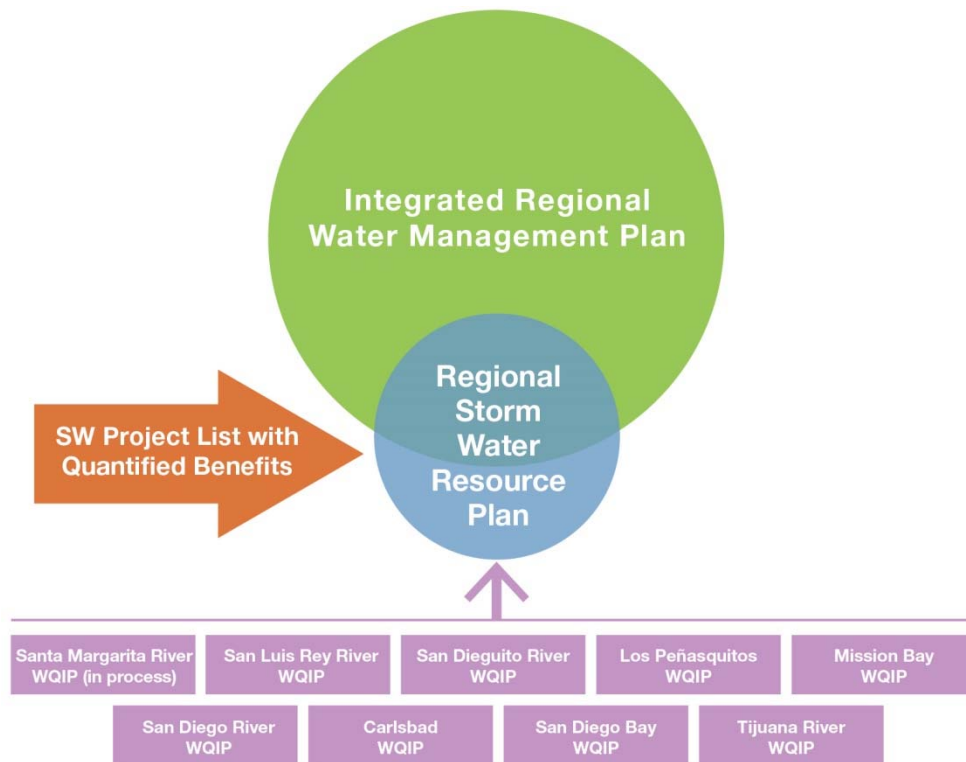 Integrated Regional
Water Management Plan
Regional
Storm
Water
Resource
Plan
SW Project List with
Quantified Benefits
Santa Margarita River
WQIP (in process)
San Luis Rey River
WQIP
San Dieguito River
WQIP
Los Peñasquitos
WQIP
Mission Bay
WQIP
San Diego River
WQIP
Carlsbad
WQIP
San Diego Bay
WQIP
Tijuana River
WQIP